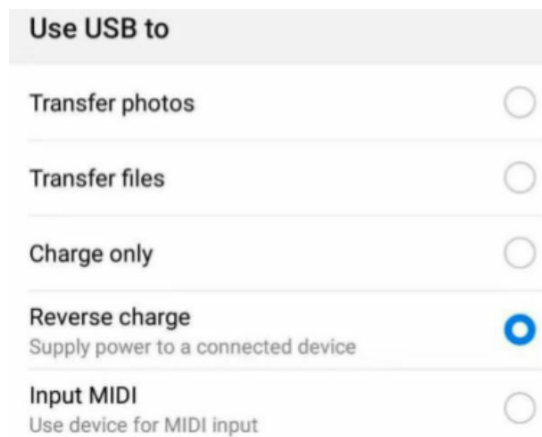 Use USB to
Transfer photos
Transfer files
Charge only
Reverse charge
Supply power to a connected device
Input MIDI
Use device for MIDI input